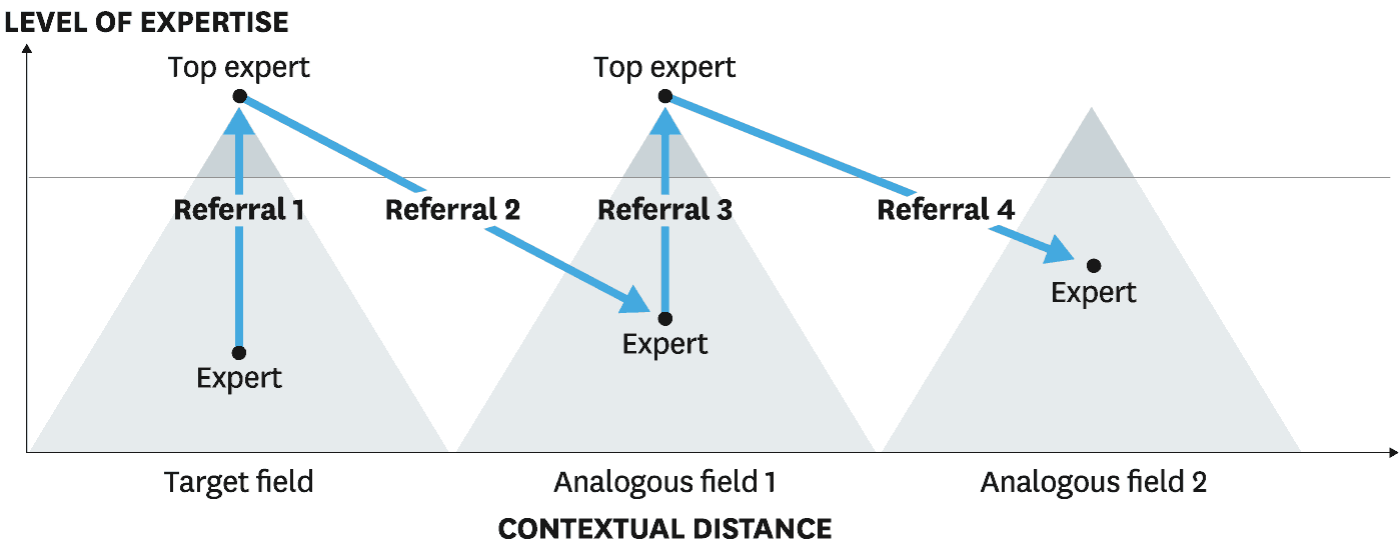 LEVEL OF EXPERTISE
Top expert
Top expert
Referral 1
Referral 2
Referral 3
Referral 4
Expert
Expert
Expert
Target field
Analogous field 1
Analogous field 2
CONTEXTUAL DISTANCE